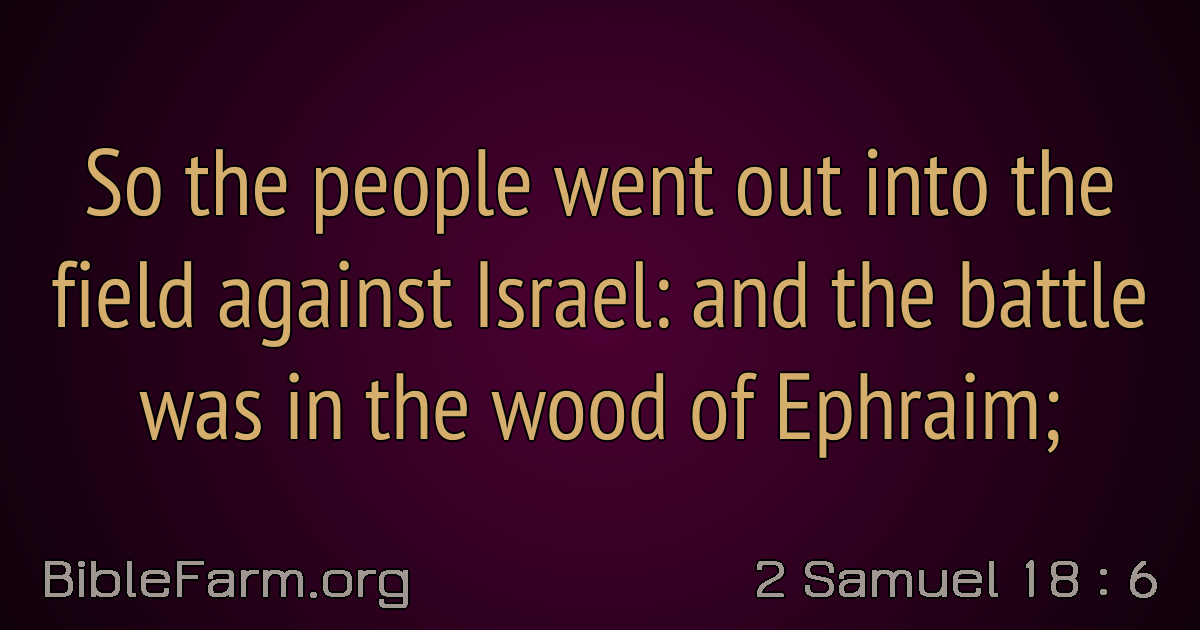 So the people went out into the
field against Israel: and the battle
was in the wood of Ephraim;
BibleFarm.org
2 Samuel 18 : 6